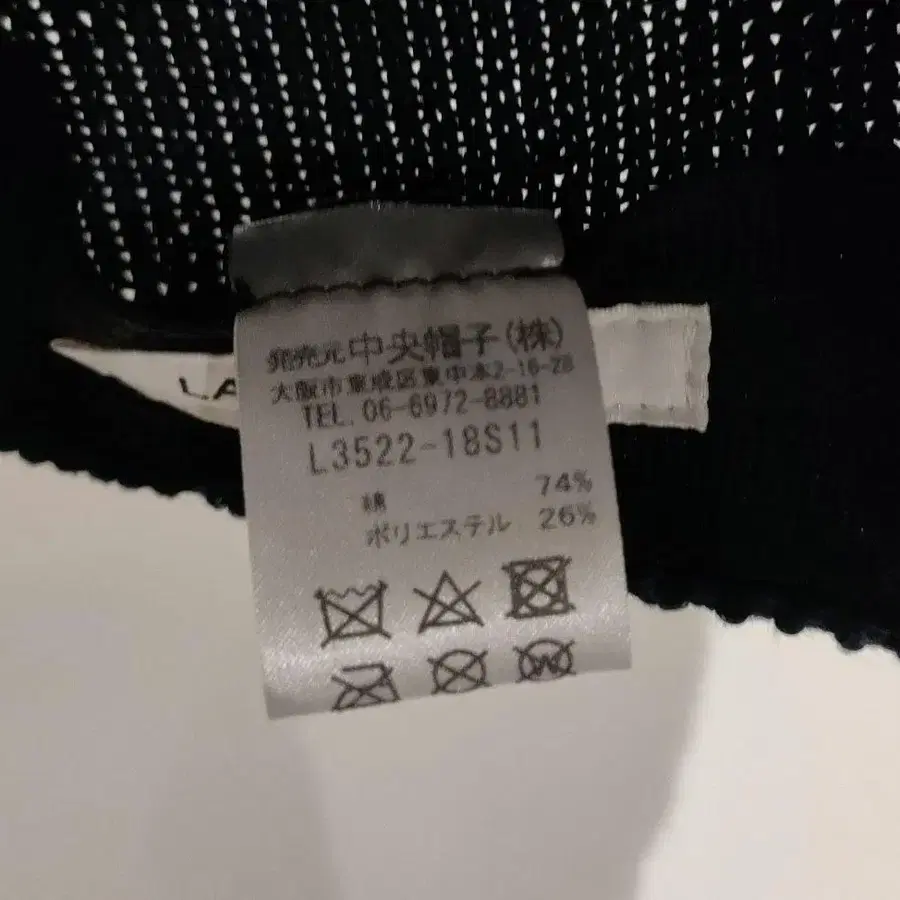 発売元 中央帽子(株)
大阪市東成区東中本2-16-28
TEL.06-6972-8881
L3522-18S11
綿 74%
ポリエステル 26%
LA
W